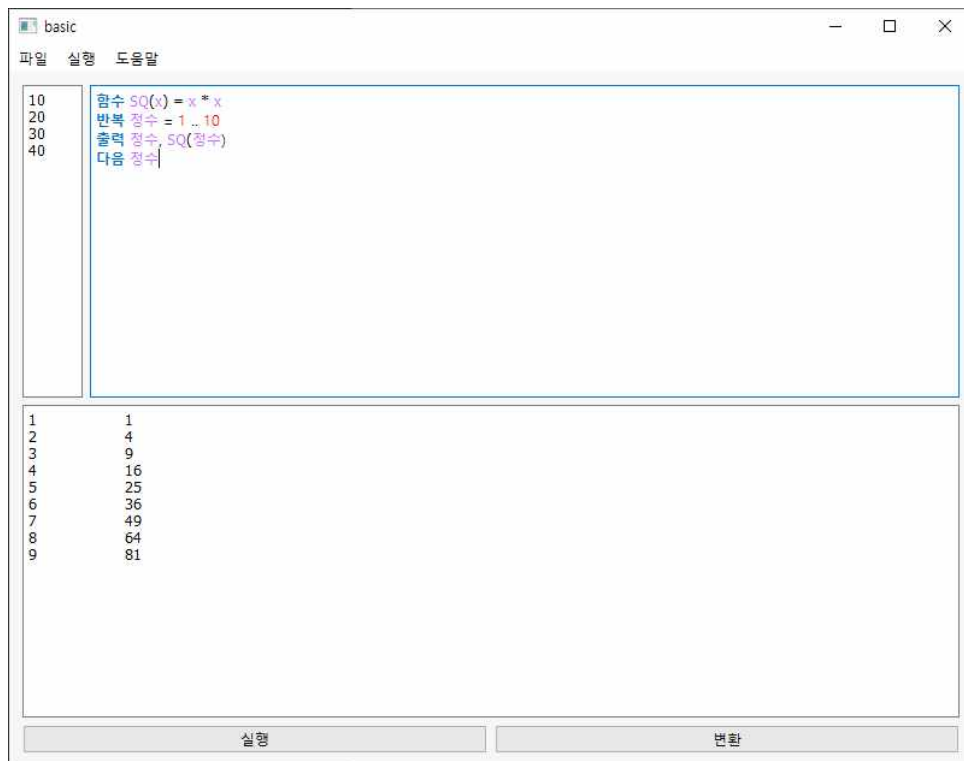 basic
파일 실행 도움말
10 함수 SQ(x) = x * x
20 반복 정수 = 1 .. 10
30 출력 정수, SQ(정수)
40 다음 정수
1 1
2 4
3 9
4 16
5 25
6 36
7 49
8 64
9 81
실행 변환